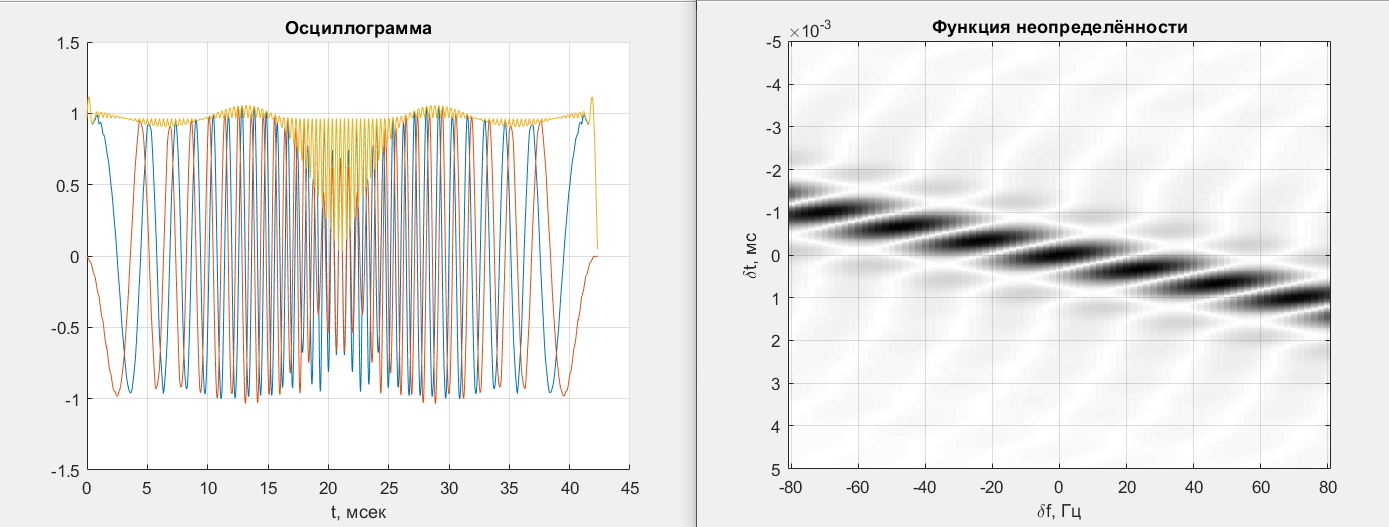 Осциллограмма
1.5
1
0.5
0
-0.5
-1
-1.5
0 5 10 15 20 25 30 35 40 45
t, мсек
Функция неопределённости
×10⁻³
-5
-4
-3
-2
-1
0
1
2
3
4
5
δt, мс
-80 -60 -40 -20 0 20 40 60 80
δf, Гц